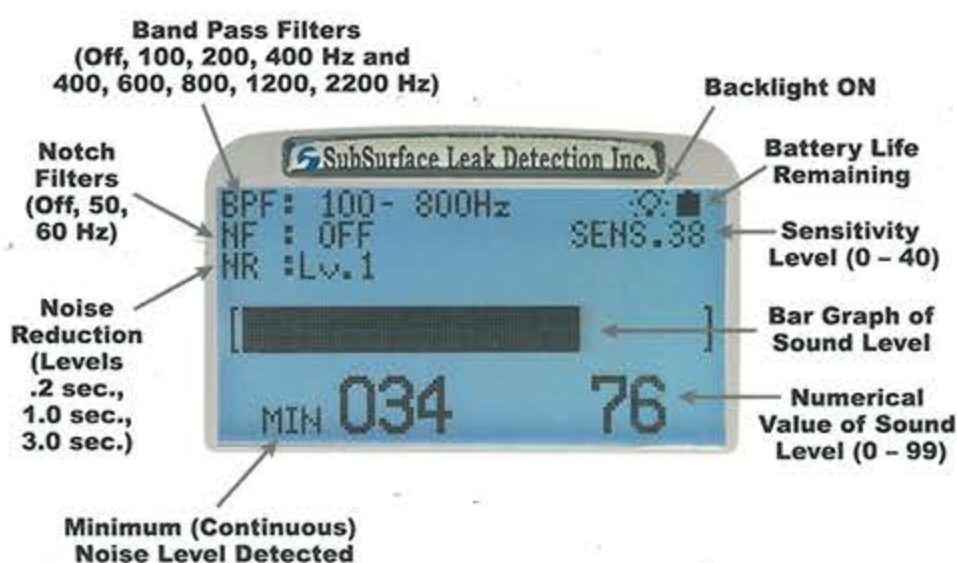 Band Pass Filters
(Off, 100, 200, 400 Hz and
400, 600, 800, 1200, 2200 Hz)
Backlight ON
Notch
Filters
(Off, 50,
60 Hz)
Battery Life
Remaining
SubSurface Leak Detection Inc.
BPF: 100- 800Hz
NF : OFF
SENS.38
NR :Lv.1
Sensitivity
Level (0 – 40)
Noise
Reduction
(Levels
.2 sec.,
1.0 sec.,
3.0 sec.)
[ ]
Bar Graph of
Sound Level
MIN 034
76
Numerical
Value of Sound
Level (0 – 99)
Minimum (Continuous)
Noise Level Detected